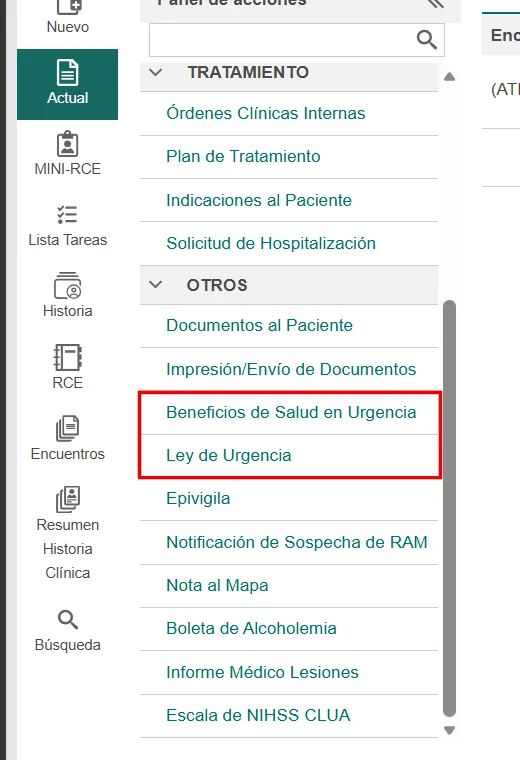 Nuevo
Actual
MINI-RCE
Lista Tareas
Historia
RCE
Encuentros
Resumen
Historia
Clínica
Búsqueda
Panel de acciones
TRATAMIENTO
Órdenes Clínicas Internas
Plan de Tratamiento
Indicaciones al Paciente
Solicitud de Hospitalización
OTROS
Documentos al Paciente
Impresión/Envío de Documentos
Beneficios de Salud en Urgencia
Ley de Urgencia
Epivigila
Notificación de Sospecha de RAM
Nota al Mapa
Boleta de Alcoholemia
Informe Médico Lesiones
Escala de NIHSS CLUA
Enc